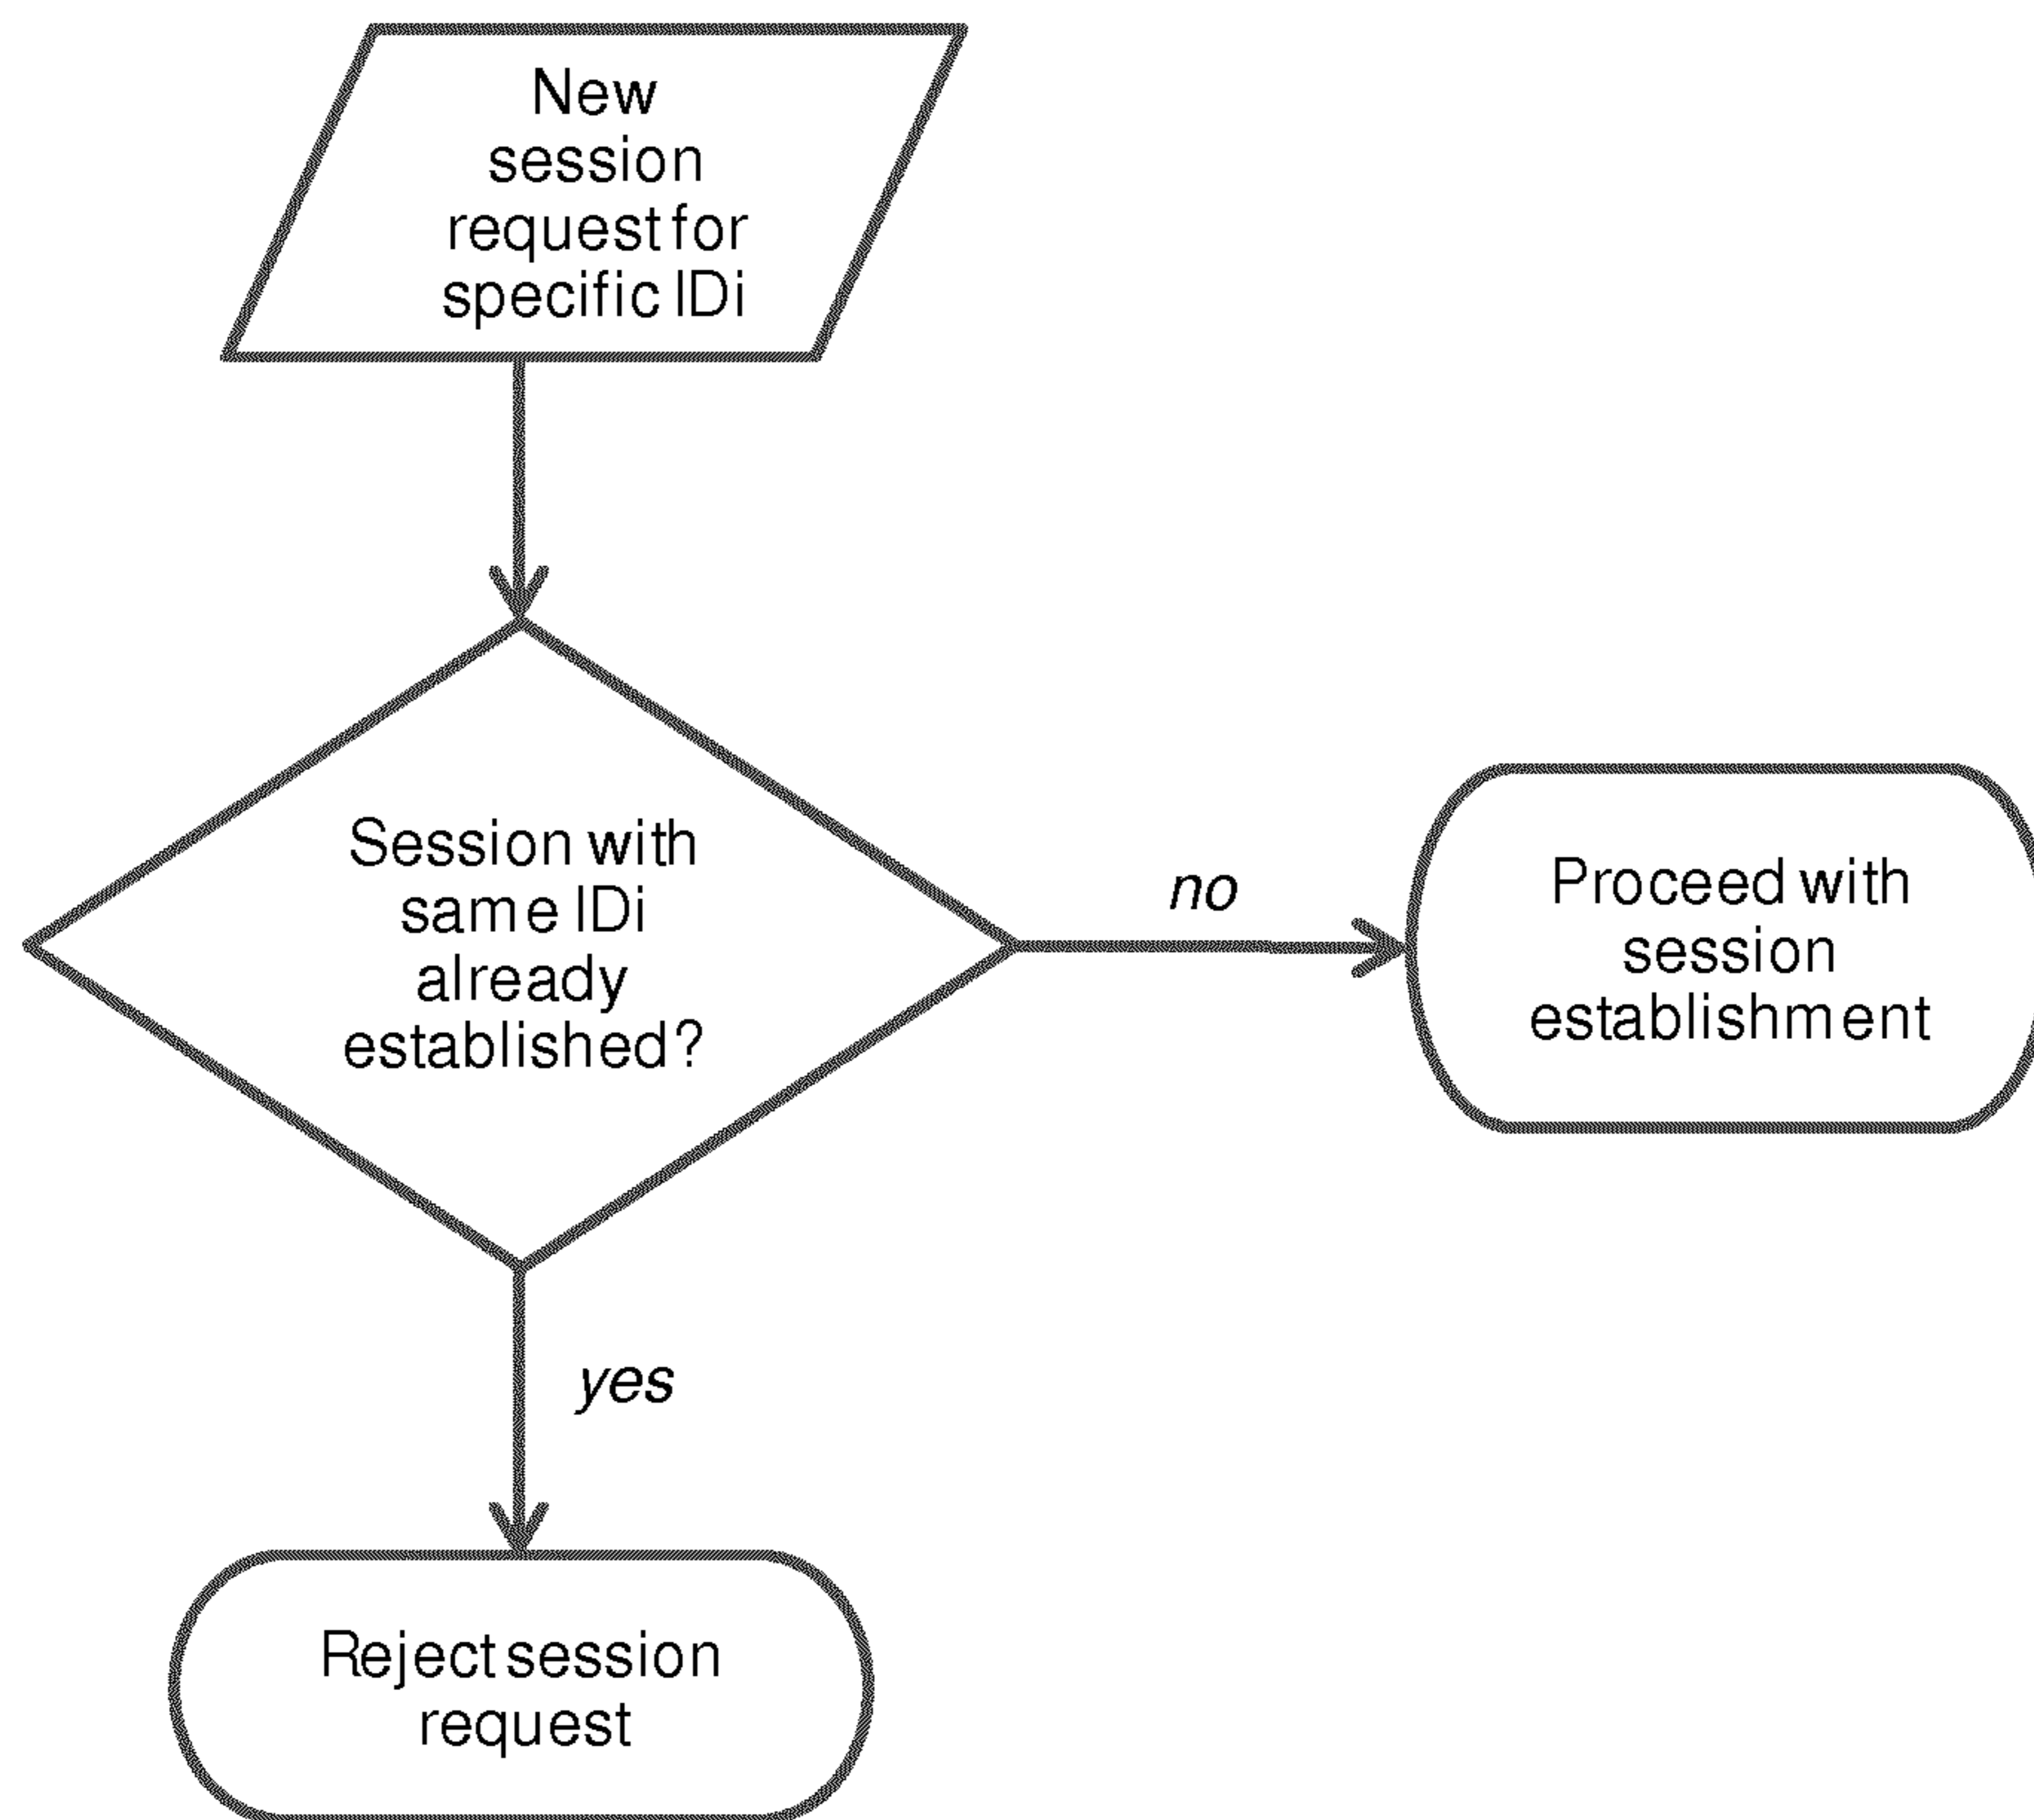 New
session
request for
specific IDi
Session with
same IDi
already
established?
no
Proceed with
session
establishment
yes
Reject session
request